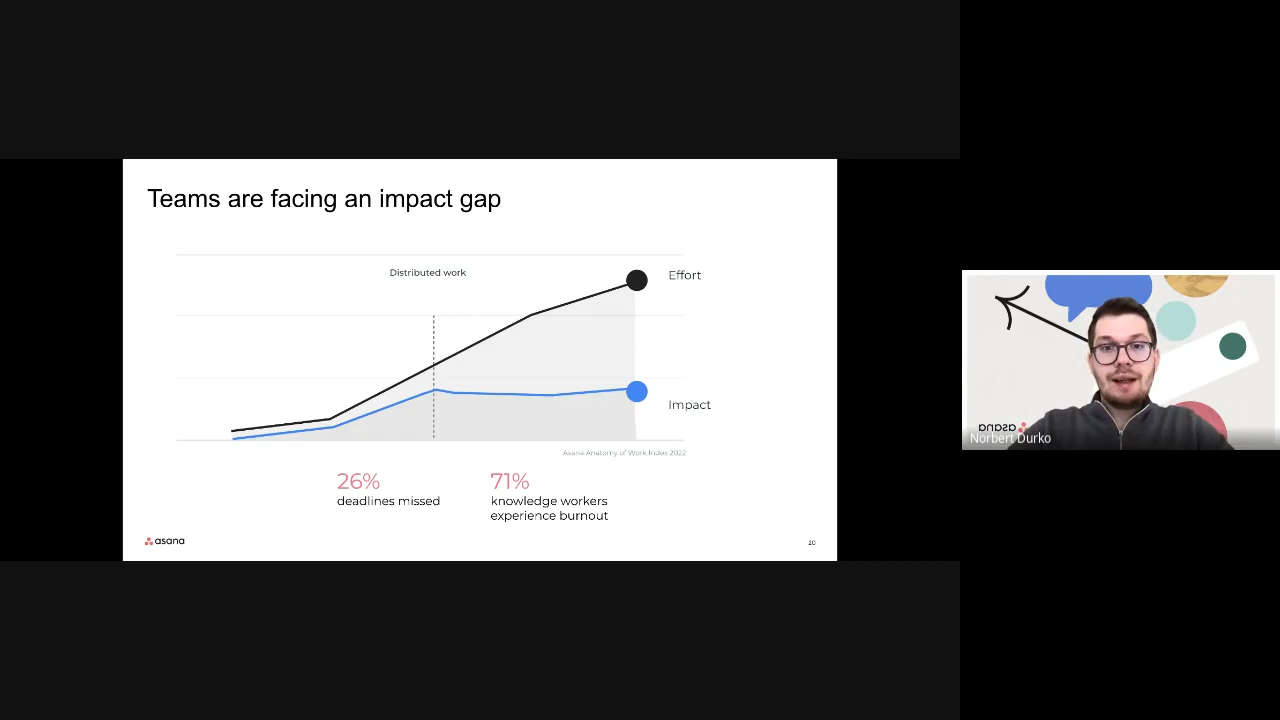 Teams are facing an impact gap
Distributed work
Effort
Impact
Asana Anatomy of Work Index 2022
26%
deadlines missed
71%
knowledge workers
experience burnout
asana
20
asana
Norbert Durko